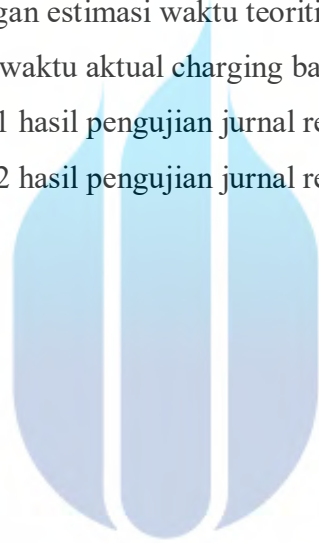 gan estimasi waktu teoriti
waktu aktual charging ba
1 hasil pengujian jurnal re
2 hasil pengujian jurnal re